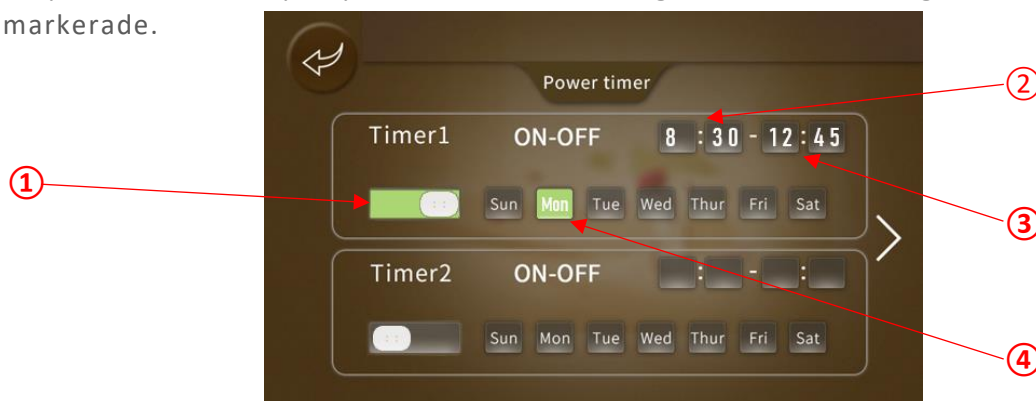 markerade.
Power timer
②
Timer1 ON-OFF 8 : 30 - 12 : 45
①
Sun Mon Tue Wed Thur Fri Sat
③
Timer2 ON-OFF : - :
Sun Mon Tue Wed Thur Fri Sat
④